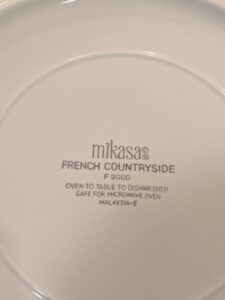 mikasa©
FRENCH COUNTRYSIDE
F 9000
OVEN TO TABLE TO DISHWASHER
SAFE FOR MICROWAVE OVEN
MALAYSIA-E